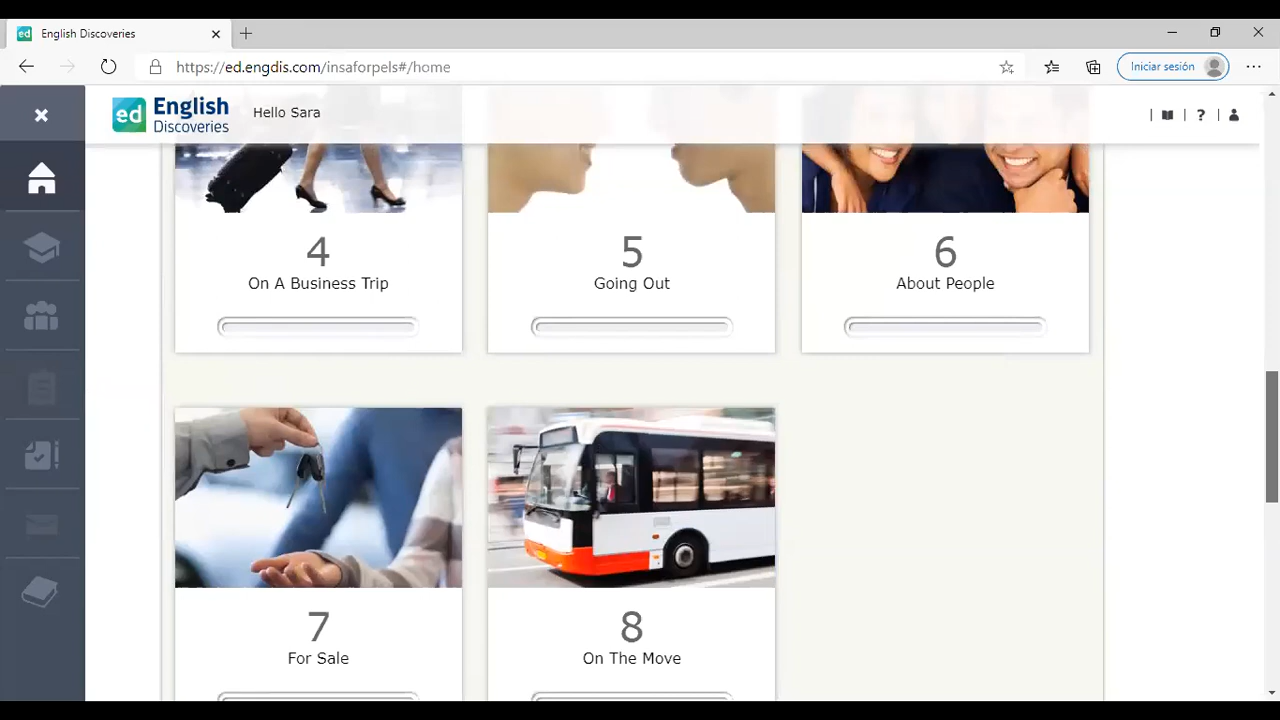 English Discoveries
https://ed.engdis.com/insaforpels#/home
Iniciar sesión
ed English Discoveries
Hello Sara
?
4
On A Business Trip
5
Going Out
6
About People
7
For Sale
8
On The Move